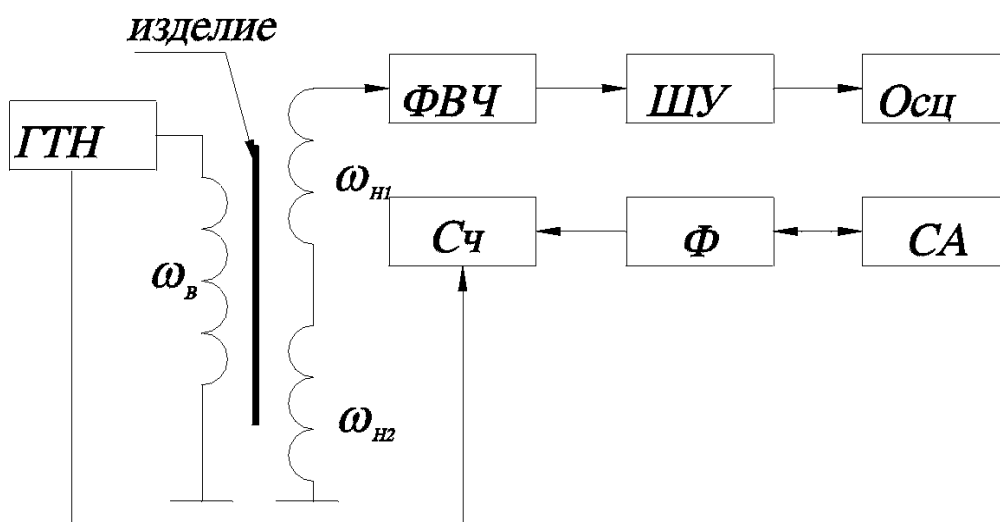 изделие
ГТН
ФВЧ
ШУ
Осц
ωн1
Сч
Ф
СА
ωв
ωн2